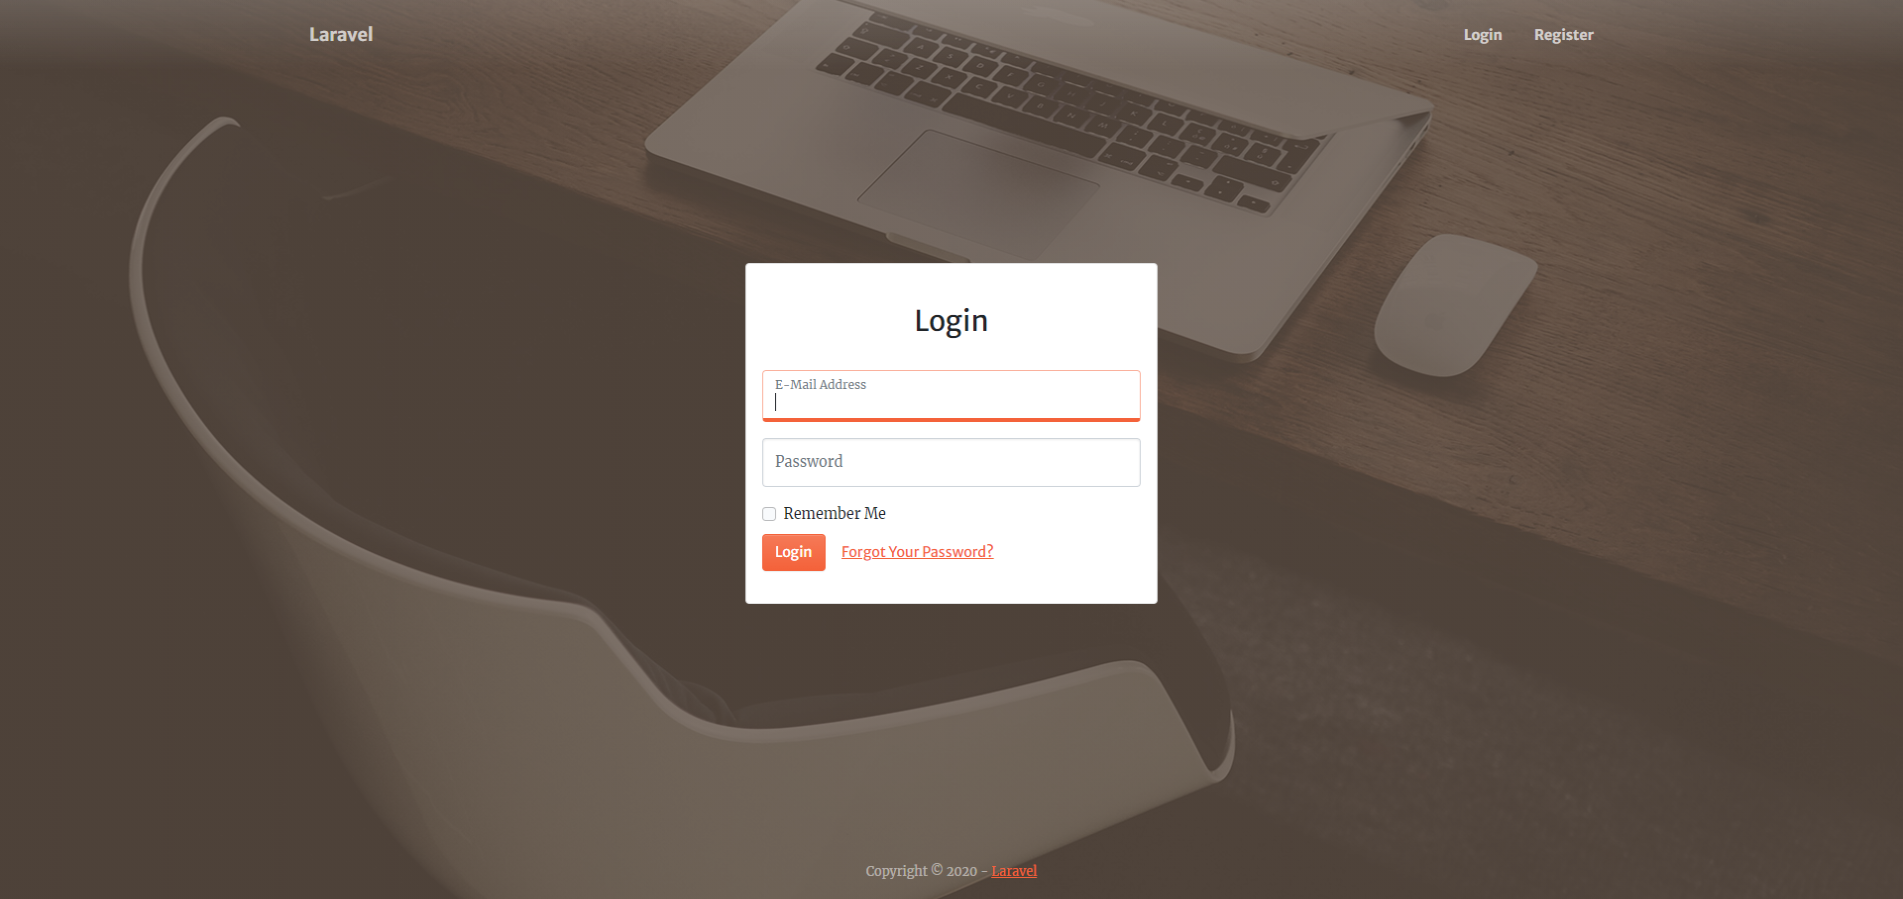 Laravel
Login Register
Login
E-Mail Address
Password
Remember Me
Login Forgot Your Password?
Copyright © 2020 - Laravel